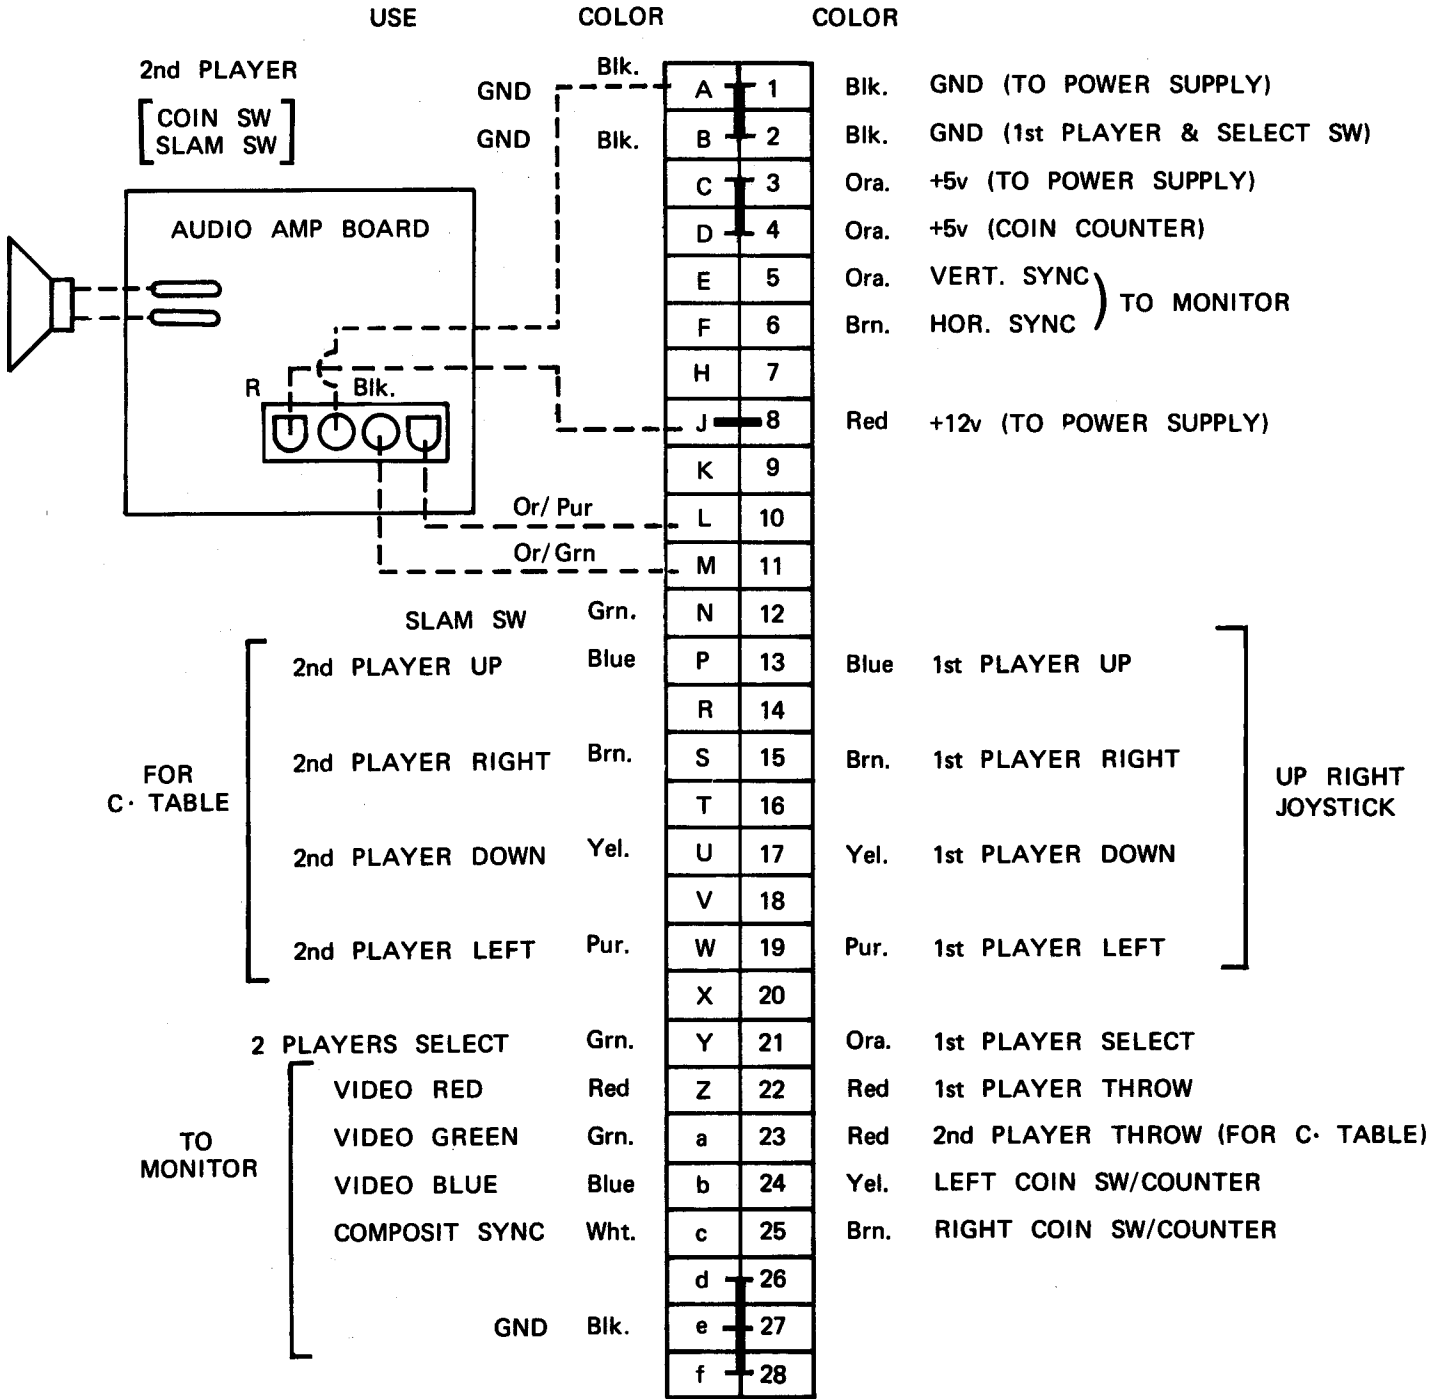 USE COLOR COLOR
2nd PLAYER
COIN SW
SLAM SW
AUDIO AMP BOARD
R Blk.
Or/Pur
Or/Grn
GND Blk. A 1 Blk. GND (TO POWER SUPPLY)
GND Blk. B 2 Blk. GND (1st PLAYER & SELECT SW)
C 3 Ora. +5v (TO POWER SUPPLY)
D 4 Ora. +5v (COIN COUNTER)
E 5 Ora. VERT. SYNC
F 6 Brn. HOR. SYNC
TO MONITOR
H 7
J 8 Red +12v (TO POWER SUPPLY)
K 9
L 10
M 11
SLAM SW Grn. N 12
2nd PLAYER UP Blue P 13 Blue 1st PLAYER UP
R 14
2nd PLAYER RIGHT Brn. S 15 Brn. 1st PLAYER RIGHT
FOR
C· TABLE
UP RIGHT
JOYSTICK
T 16
2nd PLAYER DOWN Yel. U 17 Yel. 1st PLAYER DOWN
V 18
2nd PLAYER LEFT Pur. W 19 Pur. 1st PLAYER LEFT
X 20
2 PLAYERS SELECT Grn. Y 21 Ora. 1st PLAYER SELECT
VIDEO RED Red Z 22 Red 1st PLAYER THROW
VIDEO GREEN Grn. a 23 Red 2nd PLAYER THROW (FOR C· TABLE)
TO
MONITOR
VIDEO BLUE Blue b 24 Yel. LEFT COIN SW/COUNTER
COMPOSIT SYNC Wht. c 25 Brn. RIGHT COIN SW/COUNTER
d 26
GND Blk. e 27
f 28